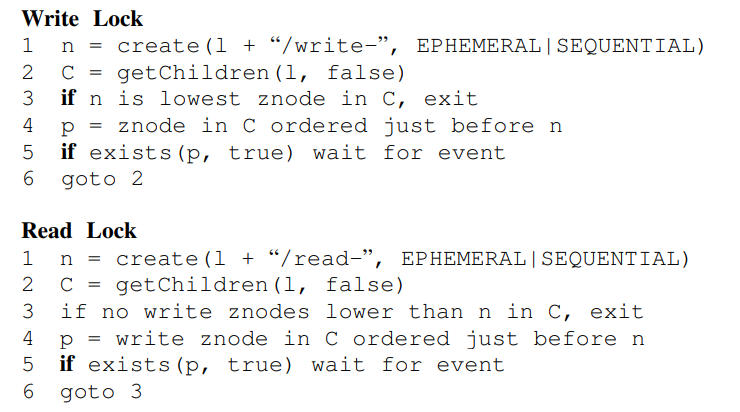 Write Lock
1 n = create(l + “/write-”, EPHEMERAL|SEQUENTIAL)
2 C = getChildren(l, false)
3 if n is lowest znode in C, exit
4 p = znode in C ordered just before n
5 if exists(p, true) wait for event
6 goto 2
Read Lock
1 n = create(l + “/read-”, EPHEMERAL|SEQUENTIAL)
2 C = getChildren(l, false)
3 if no write znodes lower than n in C, exit
4 p = write znode in C ordered just before n
5 if exists(p, true) wait for event
6 goto 3